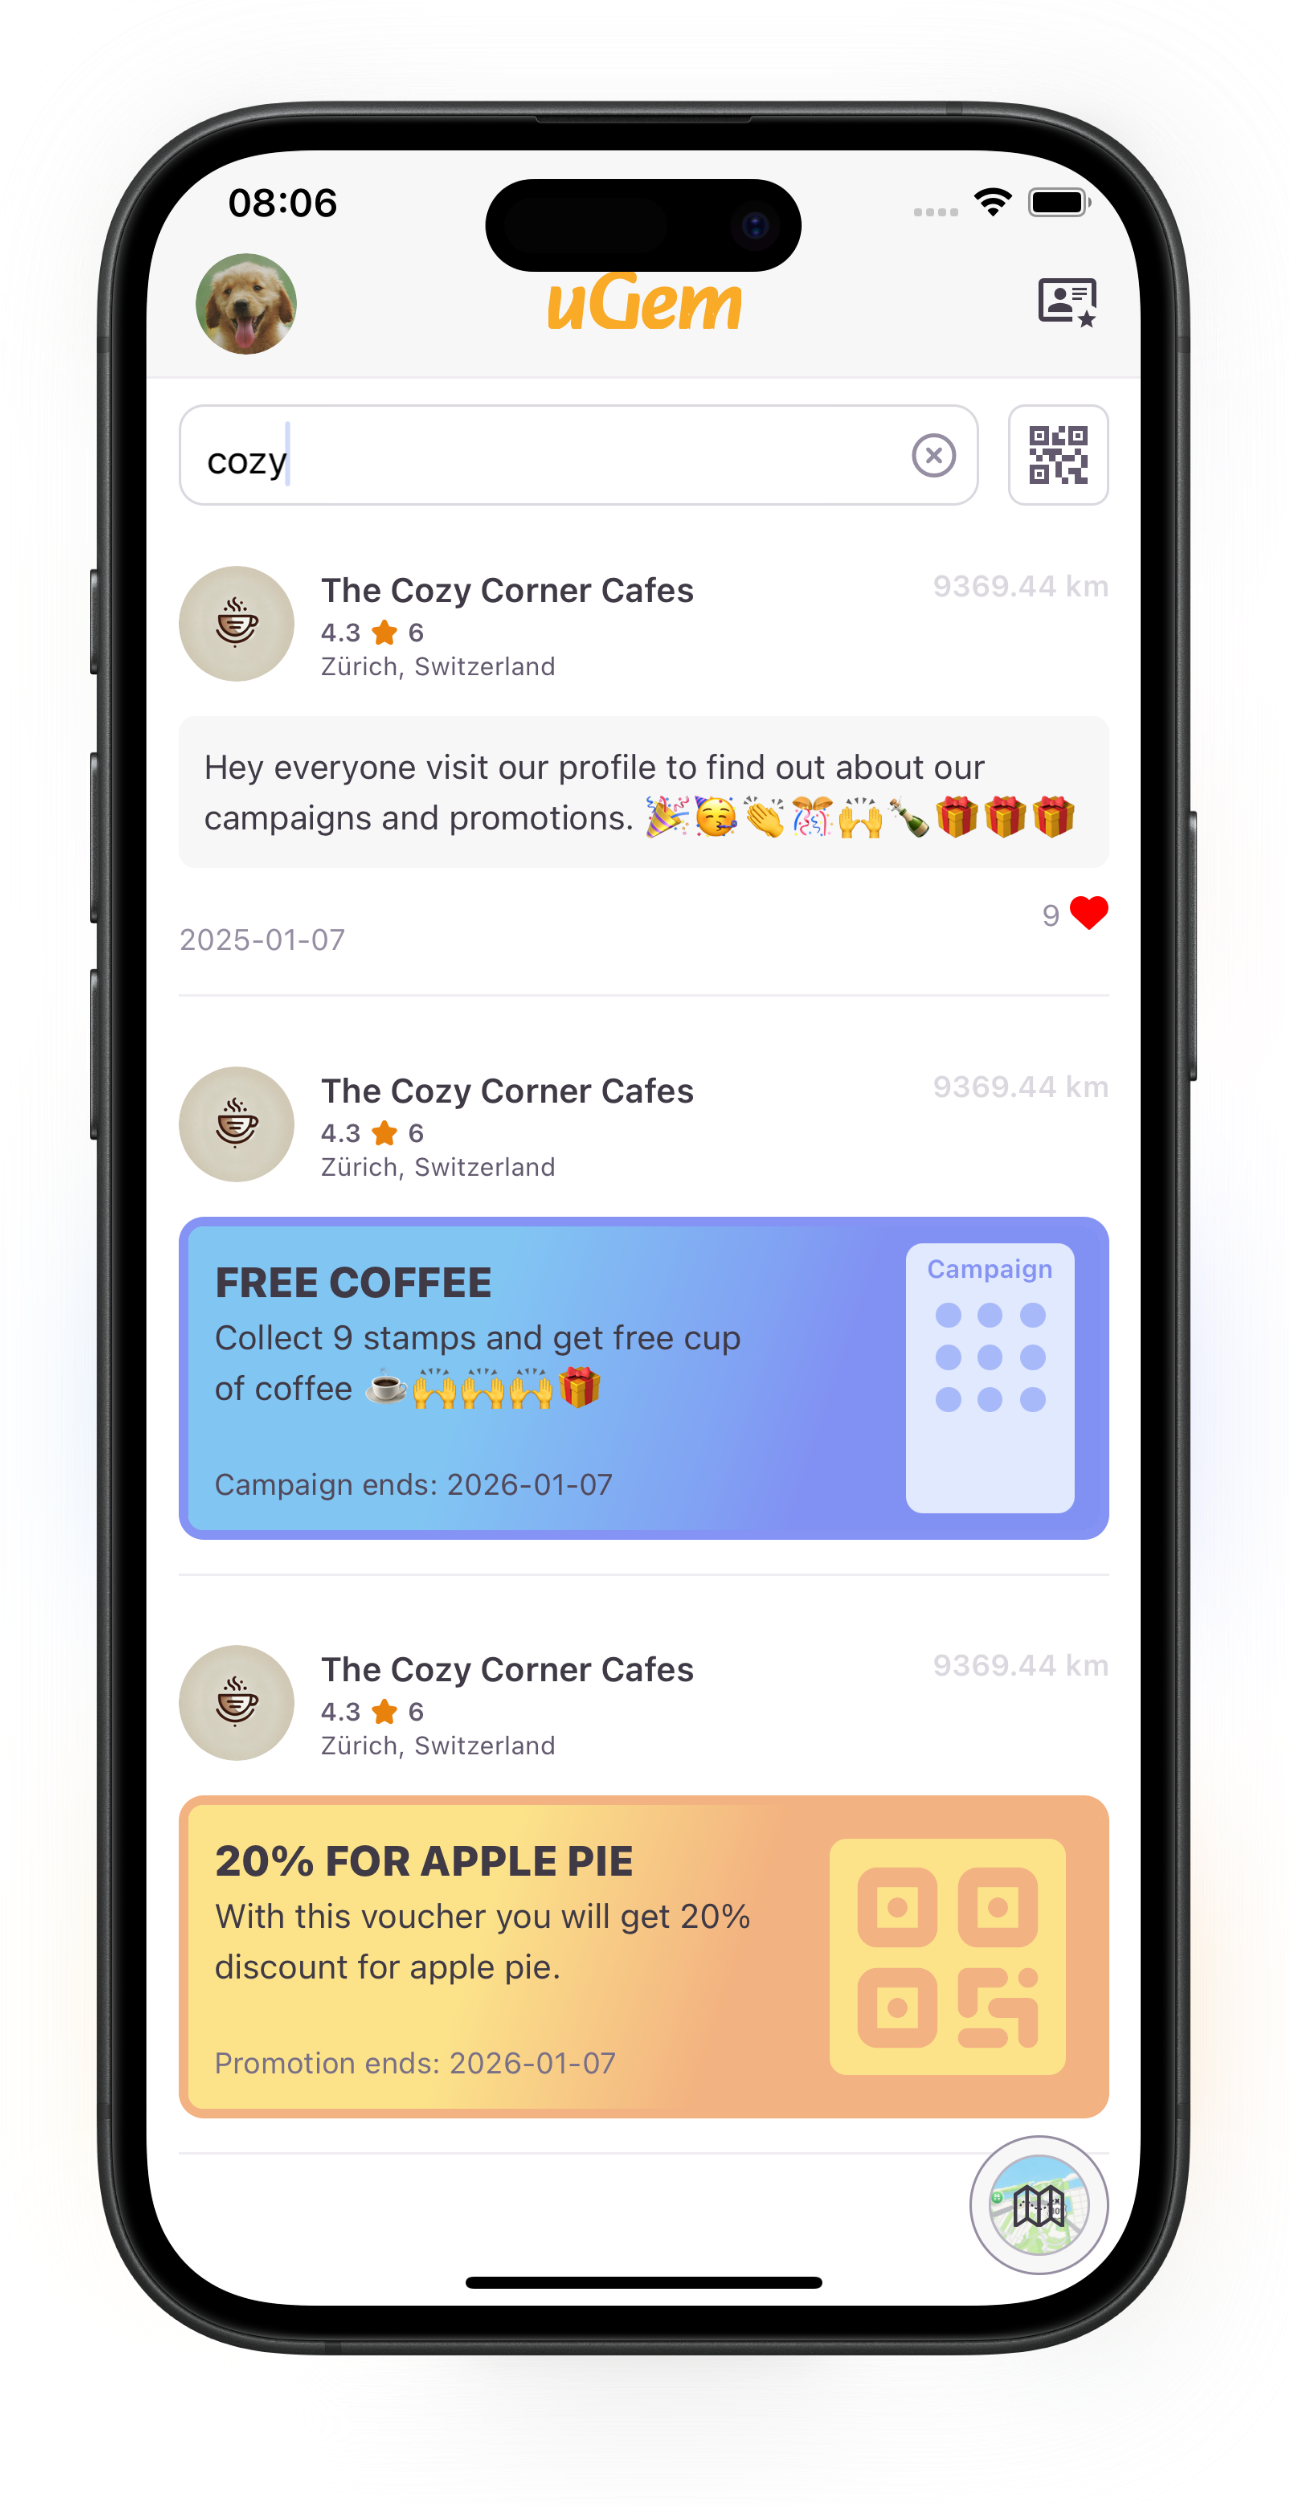 08:06
uGem
cozy
The Cozy Corner Cafes
9369.44 km
4.3 ⭐ 6
Zürich, Switzerland
Hey everyone visit our profile to find out about our
campaigns and promotions. 🎉🥳👏🎊🙌🍾🎁🎁🎁
9
2025-01-07
The Cozy Corner Cafes
9369.44 km
4.3 ⭐ 6
Zürich, Switzerland
FREE COFFEE
Campaign
Collect 9 stamps and get free cup
of coffee ☕🙌🙌🙌🎁
Campaign ends: 2026-01-07
The Cozy Corner Cafes
9369.44 km
4.3 ⭐ 6
Zürich, Switzerland
20% FOR APPLE PIE
With this voucher you will get 20%
discount for apple pie.
Promotion ends: 2026-01-07